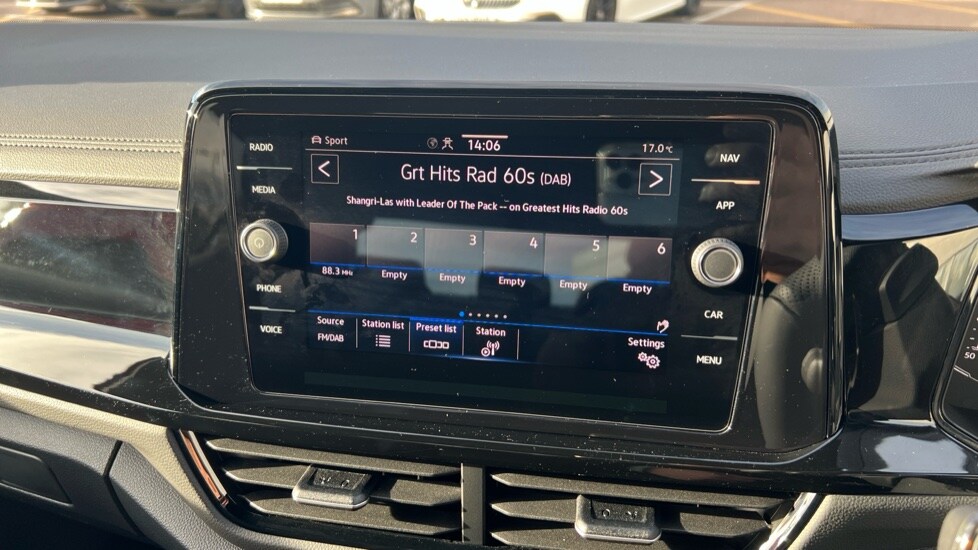 RADIO
MEDIA
PHONE
VOICE
Sport
14:06
17.0°C
< Grt Hits Rad 60s (DAB) >
Shangri-Las with Leader Of The Pack -- on Greatest Hits Radio 60s
1 2 3 4 5 6
88.3 MHz Empty Empty Empty Empty Empty
Source Station list Preset list Station Settings
FM/DAB
NAV
APP
CAR
MENU
50